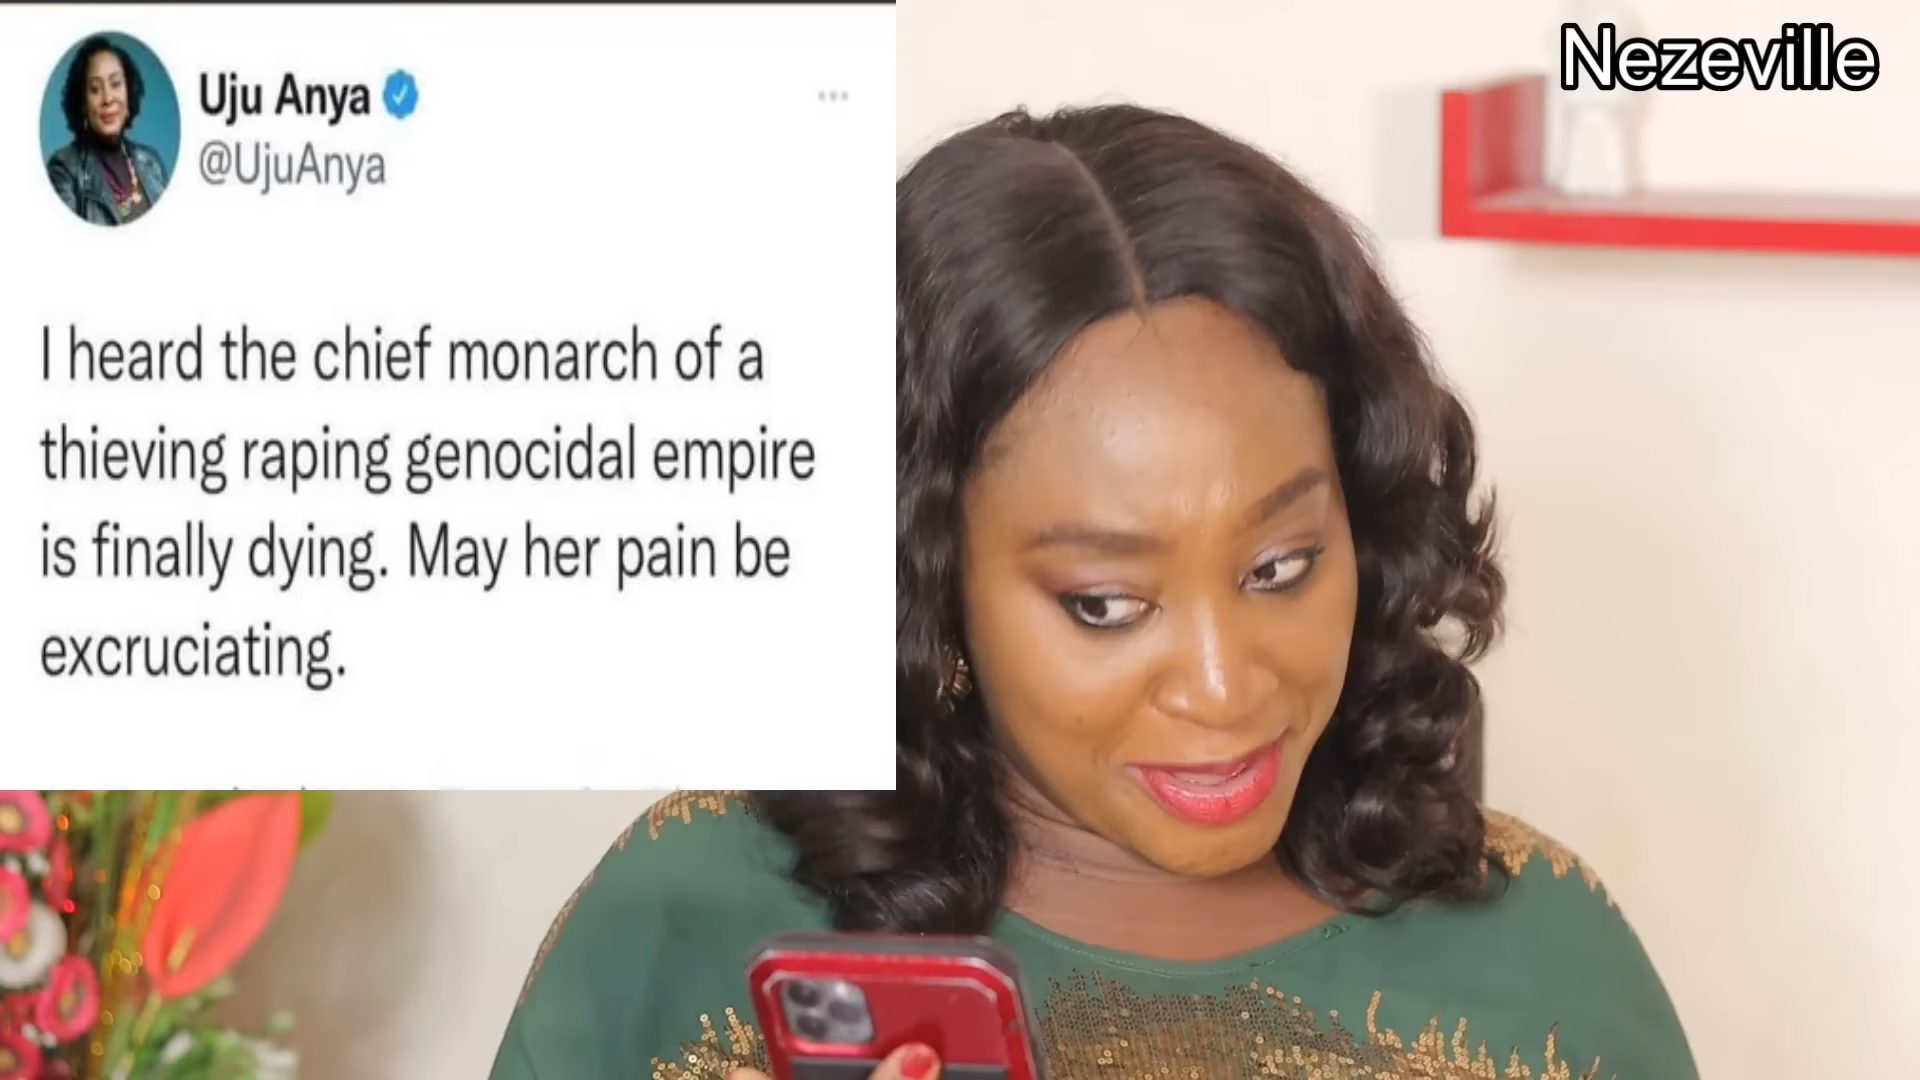 Uju Anya
@UjuAnya
I heard the chief monarch of a
thieving raping genocidal empire
is finally dying. May her pain be
excruciating.
Nezeville